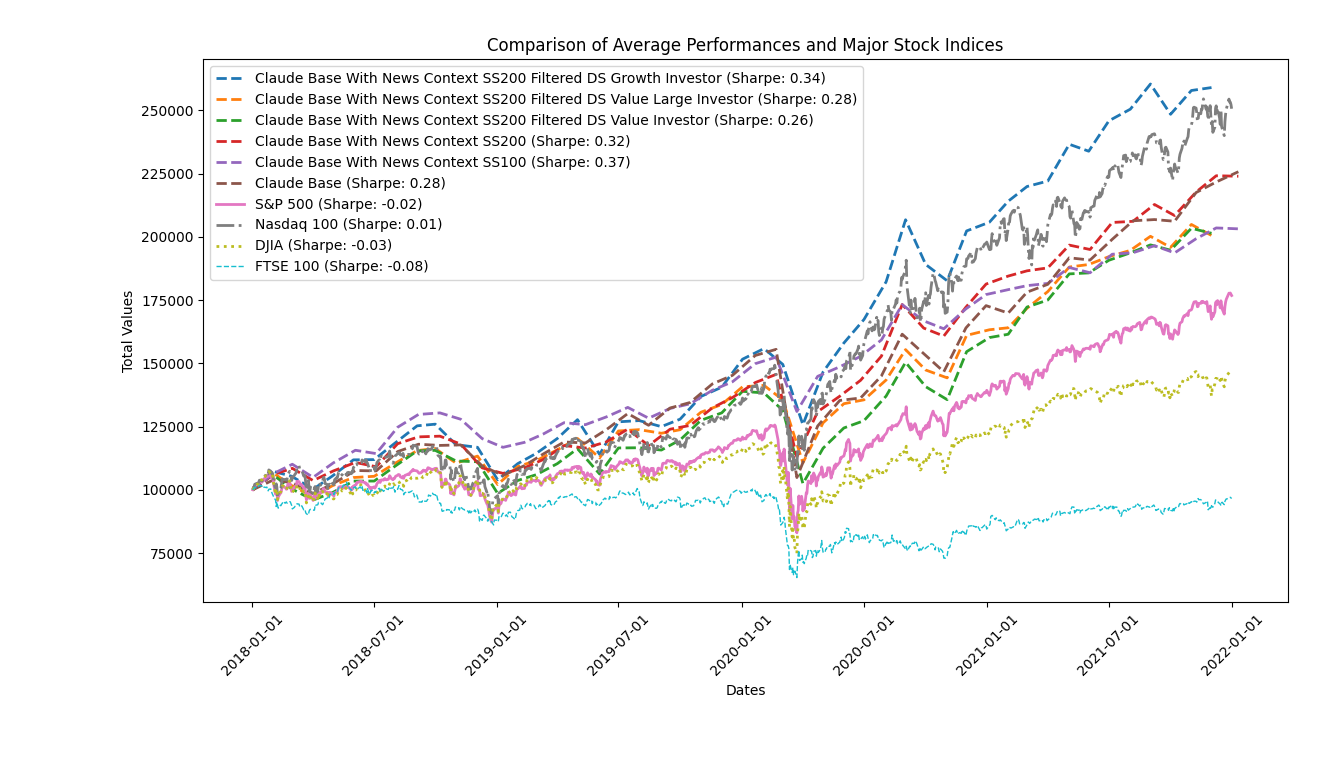 Comparison of Average Performances and Major Stock Indices
Claude Base With News Context SS200 Filtered DS Growth Investor (Sharpe: 0.34)
Claude Base With News Context SS200 Filtered DS Value Large Investor (Sharpe: 0.28)
Claude Base With News Context SS200 Filtered DS Value Investor (Sharpe: 0.26)
Claude Base With News Context SS200 (Sharpe: 0.32)
Claude Base With News Context SS100 (Sharpe: 0.37)
Claude Base (Sharpe: 0.28)
S&P 500 (Sharpe: -0.02)
Nasdaq 100 (Sharpe: 0.01)
DJIA (Sharpe: -0.03)
FTSE 100 (Sharpe: -0.08)
Total Values
250000
225000
200000
175000
150000
125000
100000
75000
2018-01-01
2018-07-01
2019-01-01
2019-07-01
2020-01-01
2020-07-01
2021-01-01
2021-07-01
2022-01-01
Dates